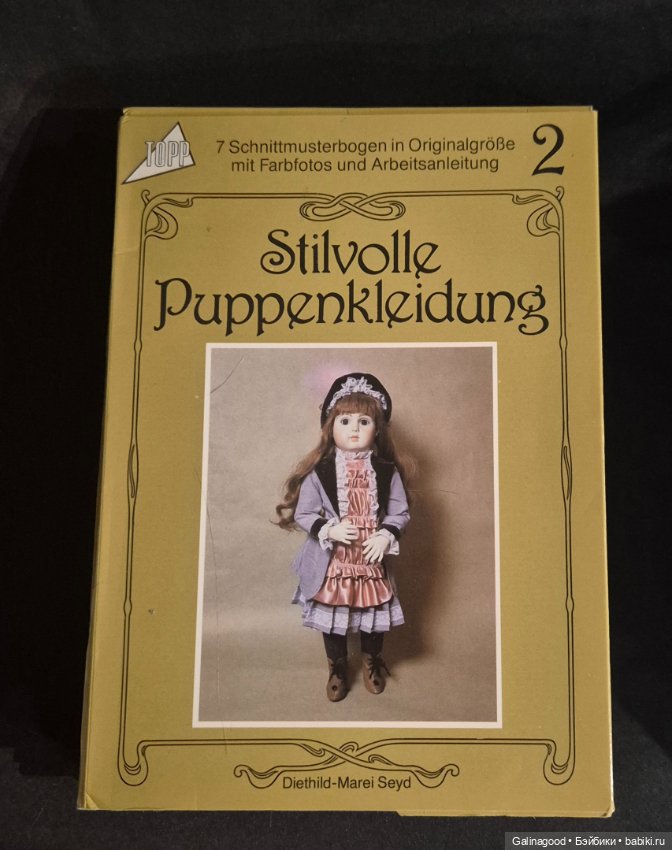 TOPP
7 Schnittmusterbogen in Originalgröße
mit Farbfotos und Arbeitsanleitung
2
Stilvolle
Puppenkleidung
Diethild-Marei Seyd
Galinagood • Бэйбики • babiki.ru